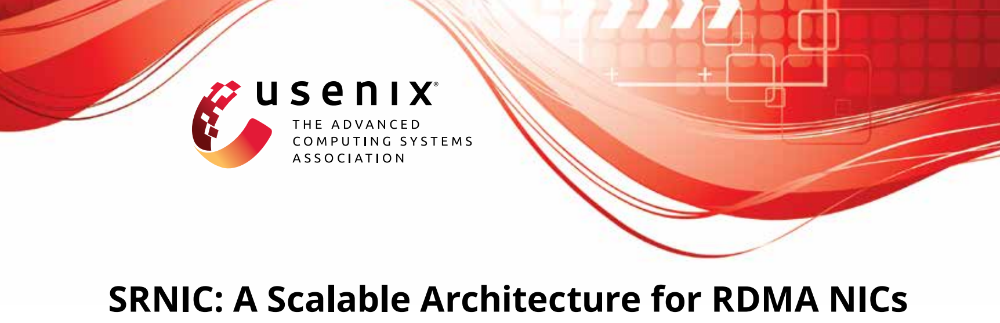 usenix®
THE ADVANCED
COMPUTING SYSTEMS
ASSOCIATION
SRNIC: A Scalable Architecture for RDMA NICs